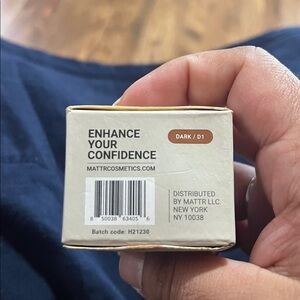 ENHANCE
YOUR
CONFIDENCE
MATTRCOSMETICS.COM
DARK / D1
8 50038 63405 6
Batch code: H21230
DISTRIBUTED
BY MATTR LLC
NEW YORK
NY 10038